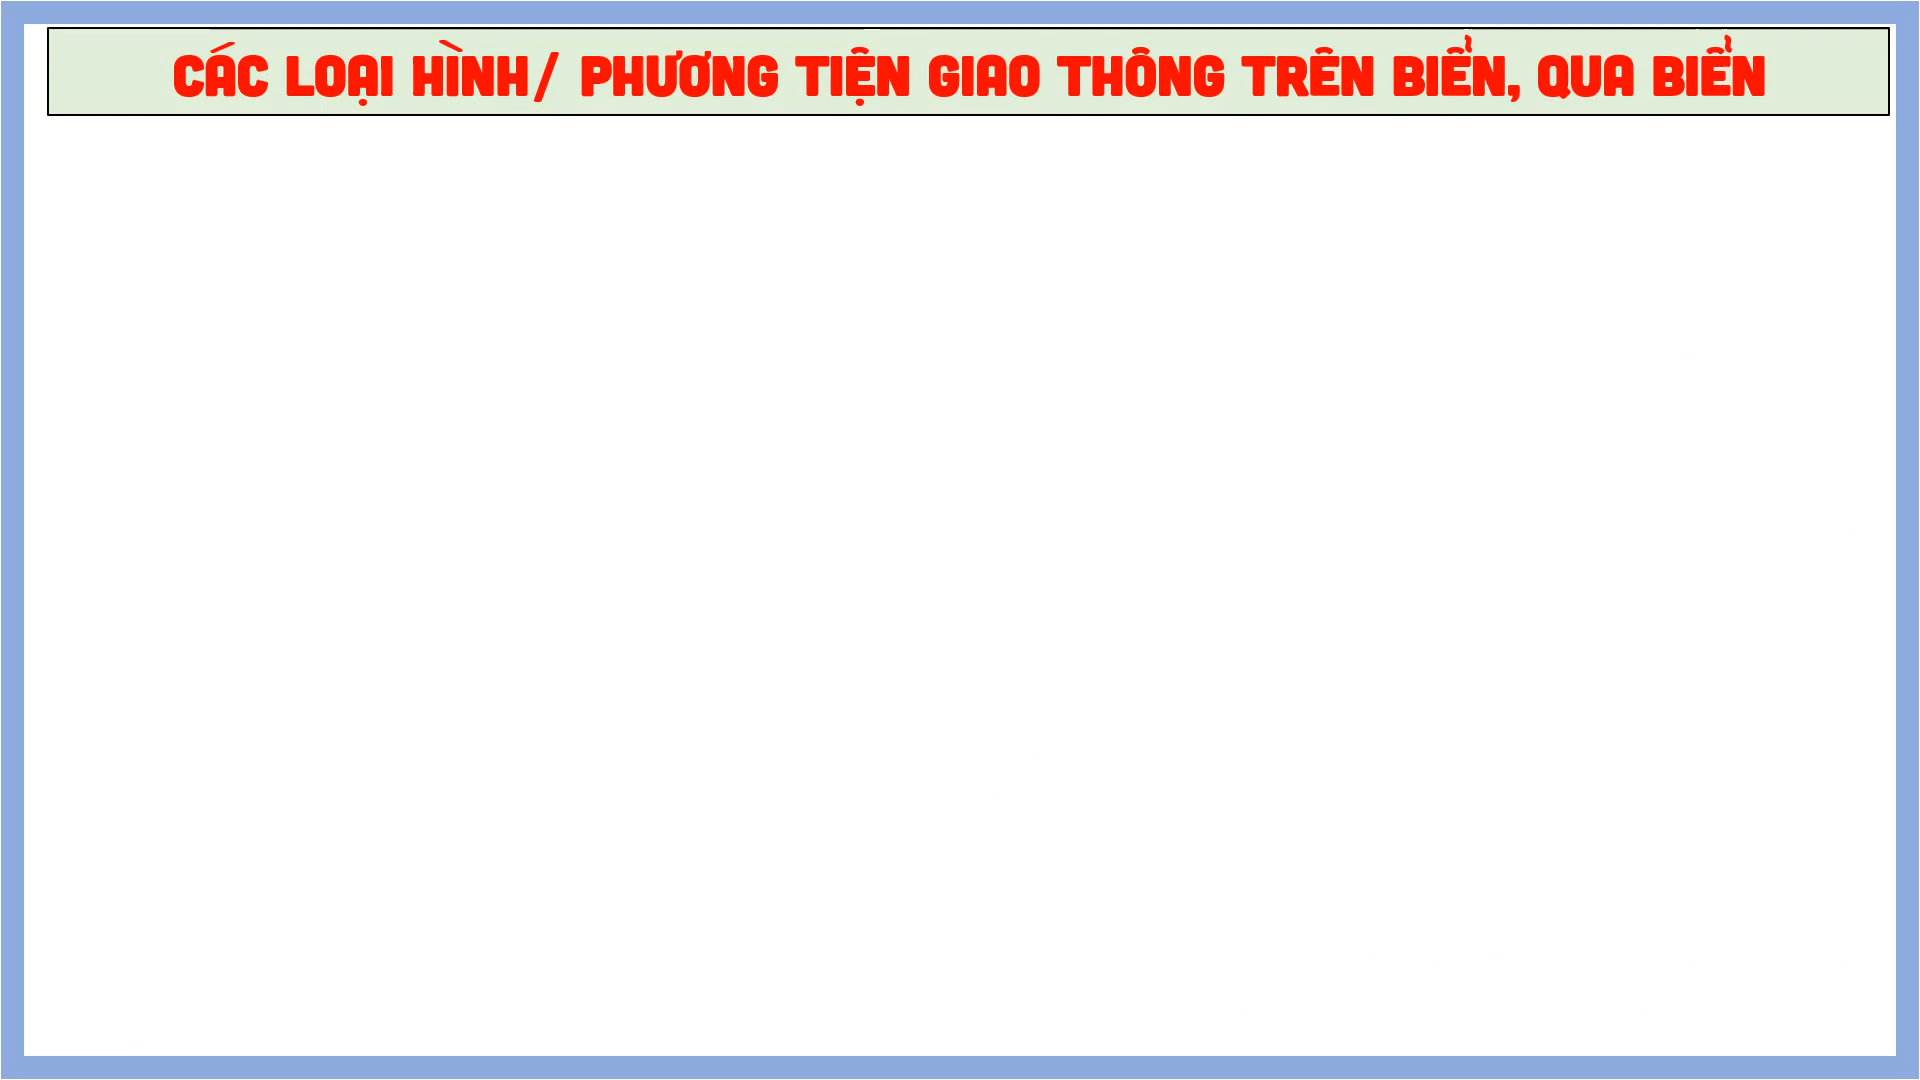 CÁC LOẠI HÌNH/ PHƯƠNG TIỆN GIAO THÔNG TRÊN BIỂN, QUA BIỂN